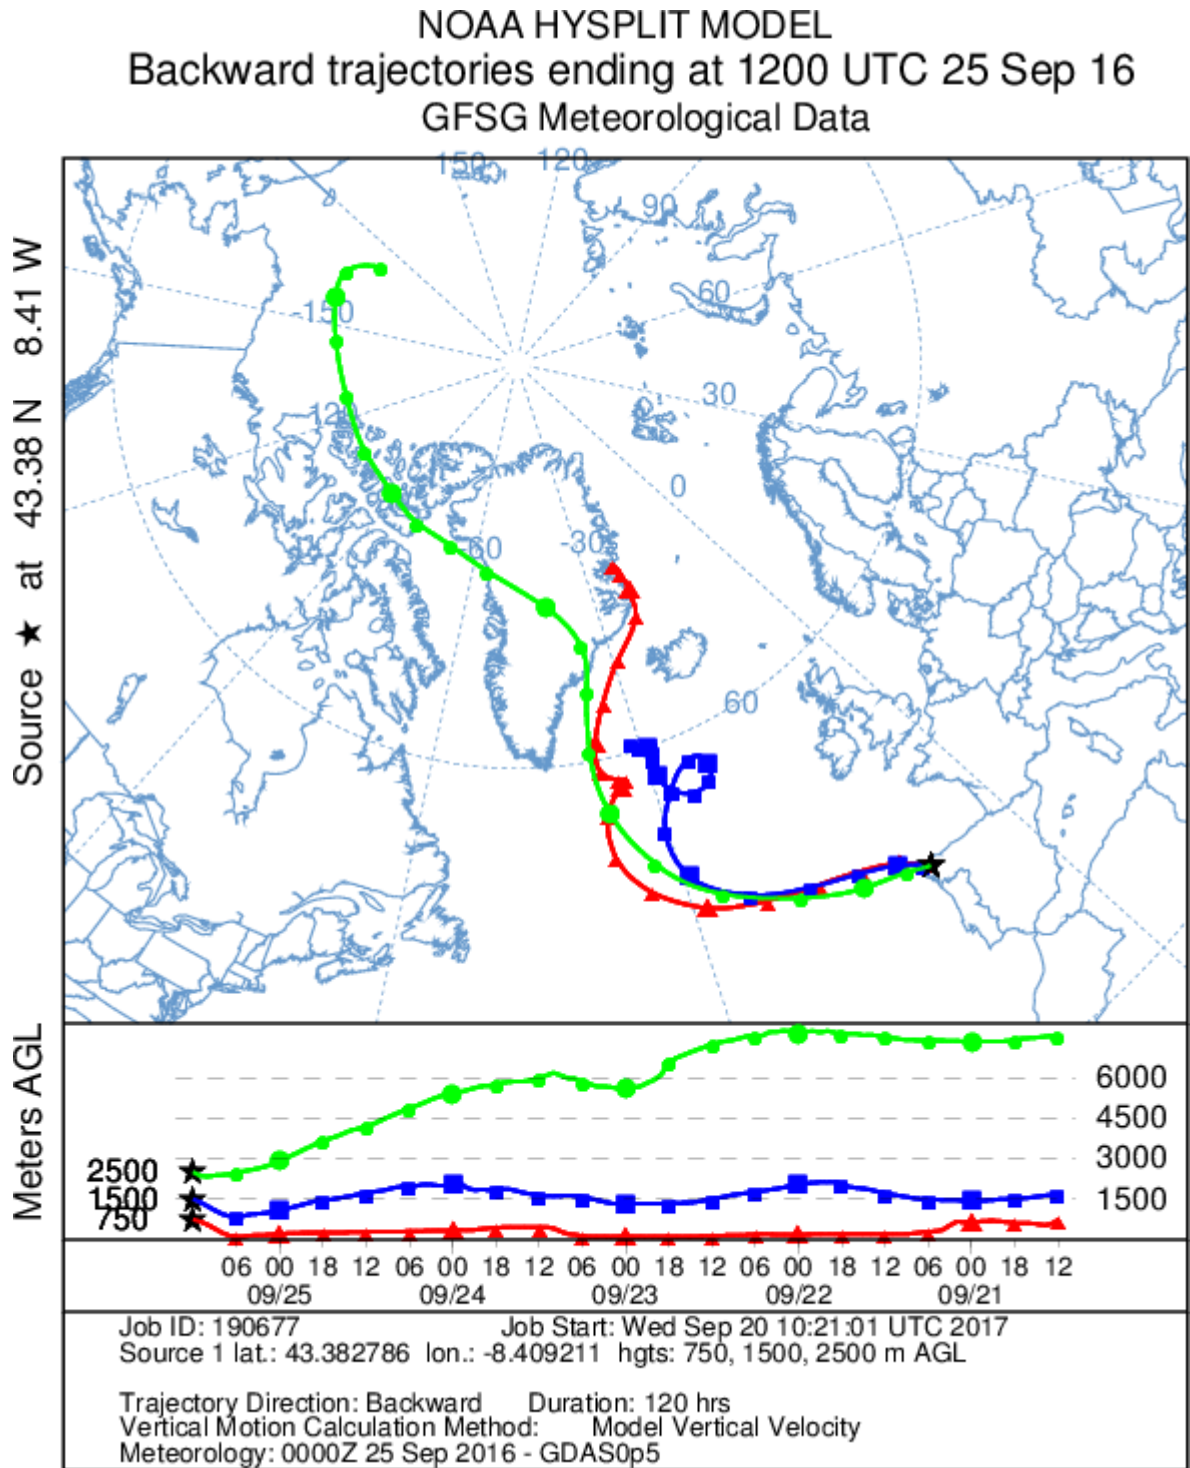 NOAA HYSPLIT MODEL
Backward trajectories ending at 1200 UTC 25 Sep 16
GFSG Meteorological Data
Source ★ at 43.38 N 8.41 W
150 120
90
60
-150
30
-120
0
-60
-30
60
Meters AGL
2500
1500
750
6000
4500
3000
1500
06 00 18 12 06 00 18 12 06 00 18 12 06 00 18 12 06 00 18 12
09/25 09/24 09/23 09/22 09/21
Job ID: 190677 Job Start: Wed Sep 20 10:21:01 UTC 2017
Source 1 lat.: 43.382786 lon.: -8.409211 hgts: 750, 1500, 2500 m AGL
Trajectory Direction: Backward Duration: 120 hrs
Vertical Motion Calculation Method: Model Vertical Velocity
Meteorology: 0000Z 25 Sep 2016 - GDAS0p5